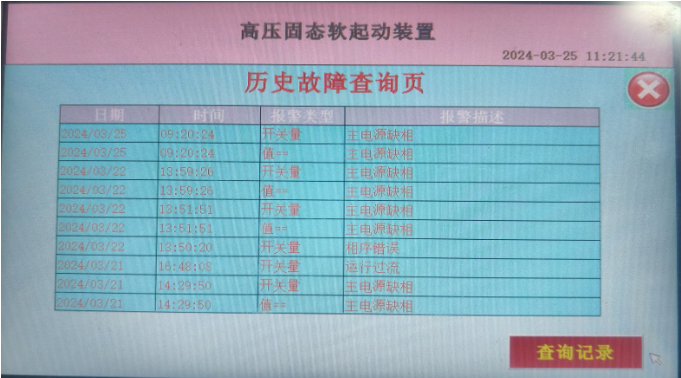 高压固态软起动装置
2024-03-25 11:21:44
历史故障查询页
日期 时间 报警类型 报警描述
2024/03/25 09:20:24 开关量 主电源缺相
2024/03/25 09:20:24 值== 主电源缺相
2024/03/22 13:59:26 开关量 主电源缺相
2024/03/22 13:59:26 值== 主电源缺相
2024/03/22 13:51:51 开关量 主电源缺相
2024/03/22 13:51:51 值== 主电源缺相
2024/03/22 13:50:20 开关量 相序错误
2024/03/21 16:48:08 开关量 运行过流
2024/03/21 14:29:50 开关量 主电源缺相
2024/03/21 14:29:50 值== 主电源缺相
查询记录